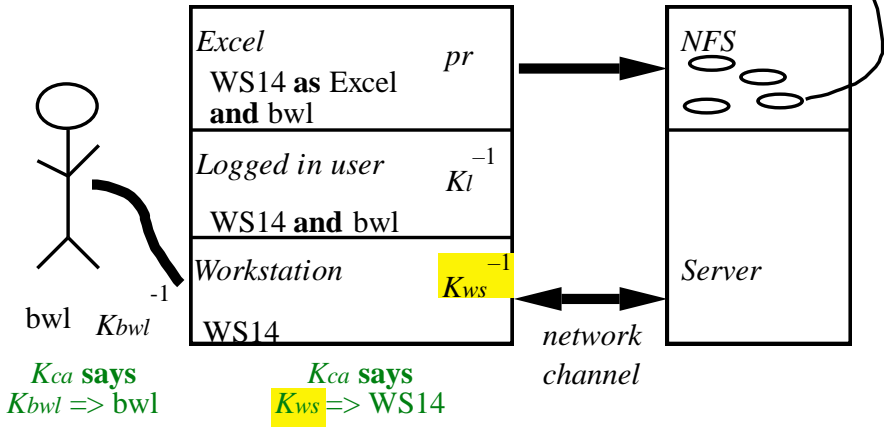 Excel
pr
WS14 as Excel
and bwl
Logged in user
Kl⁻¹
WS14 and bwl
Workstation
Kws⁻¹
WS14
NFS
Server
network
channel
bwl Kbwl⁻¹
Kca says
Kbwl => bwl
Kca says
Kws => WS14